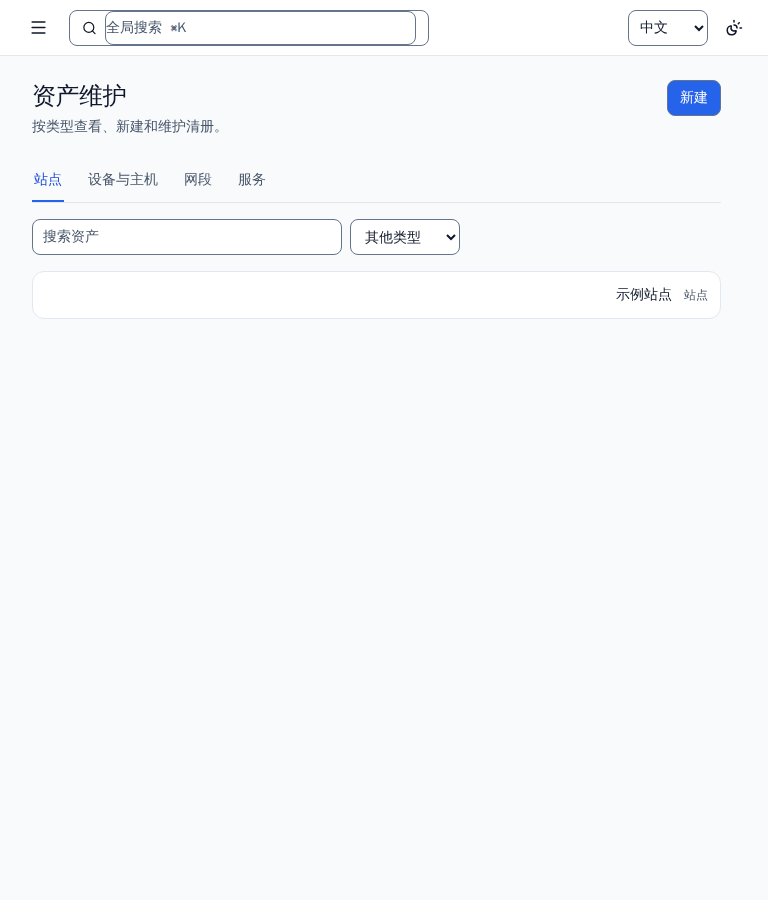 全局搜索 ⌘K
中文
资产维护
新建
按类型查看、新建和维护清册。
站点 设备与主机 网段 服务
搜索资产
其他类型
示例站点 站点